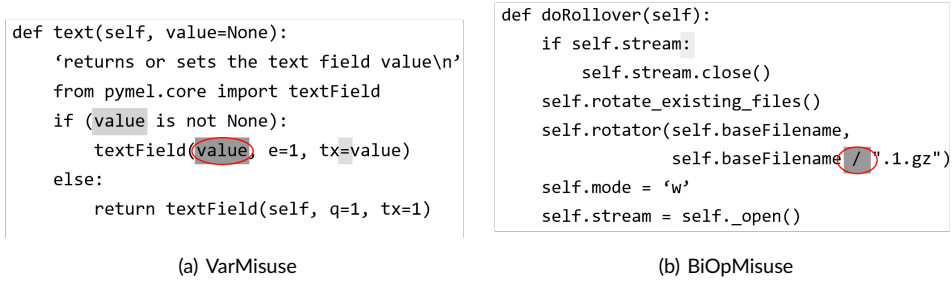 def text(self, value=None):
‘returns or sets the text field value\n’
from pymel.core import textField
if (value is not None):
textField(value, e=1, tx=value)
else:
return textField(self, q=1, tx=1)
(a) VarMisuse
def doRollover(self):
if self.stream:
self.stream.close()
self.rotate_existing_files()
self.rotator(self.baseFilename,
self.baseFilename / ".1.gz")
self.mode = ‘w’
self.stream = self._open()
(b) BiOpMisuse